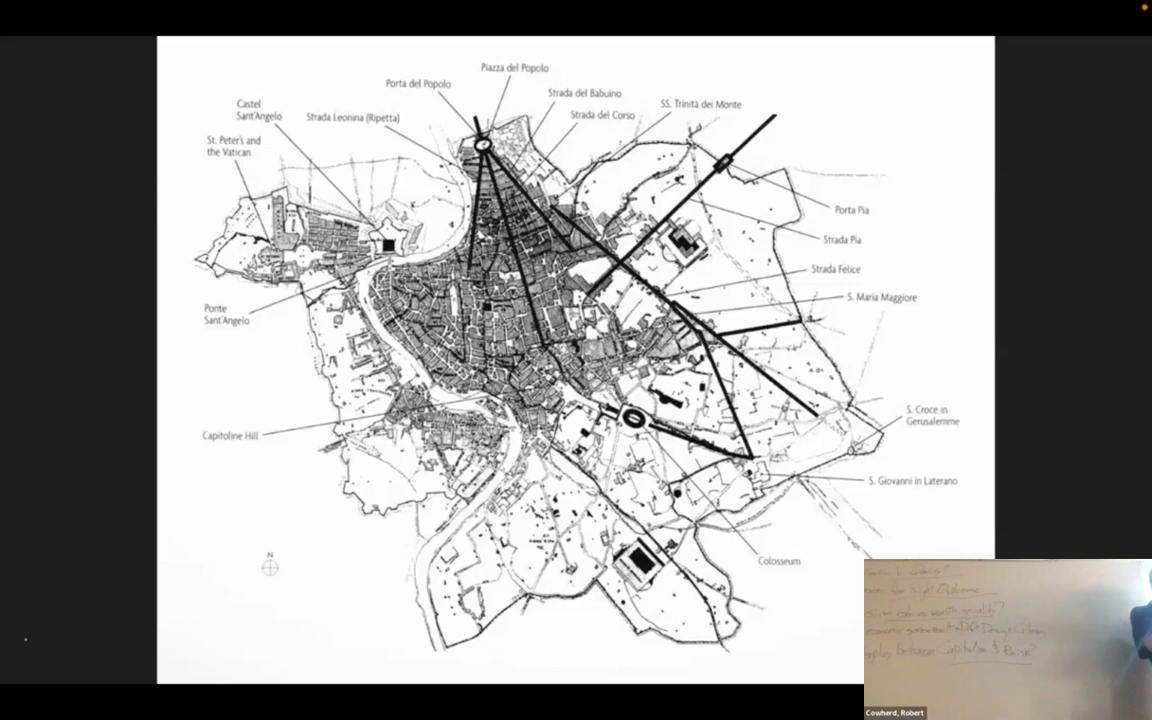 Piazza del Popolo
Porta del Popolo
Strada del Babuino
Castel
Sant'Angelo
SS. Trinità dei Monte
Strada Leonina (Ripetta)
Strada del Corso
St. Peter's and
the Vatican
Porta Pia
Strada Pia
Strada Felice
S. Maria Maggiore
Ponte
Sant'Angelo
S. Croce in
Gerusalemme
Capitoline Hill
S. Giovanni in Laterano
N
Colosseum
between Capitalism &
Cowherd, Robert